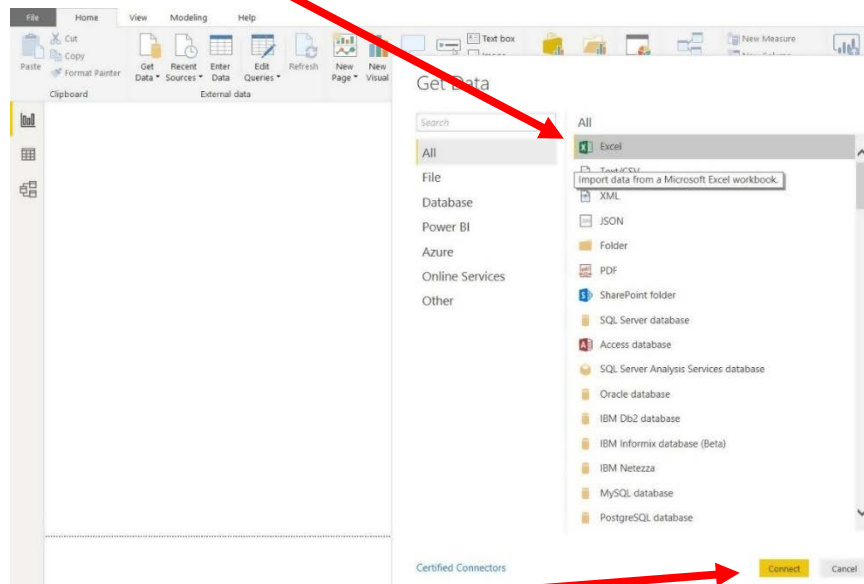 File Home View Modeling Help
Paste
Cut
Copy
Format Painter
Clipboard
Get Data
Recent Sources
Enter Data
Edit Queries
Refresh
External data
New Page
New Visual
Text box
New Measure
Get Data
Search
All
File
Database
Power BI
Azure
Online Services
Other
All
Excel
Text/CSV
Import data from a Microsoft Excel workbook.
XML
JSON
Folder
PDF
SharePoint folder
SQL Server database
Access database
SQL Server Analysis Services database
Oracle database
IBM Db2 database
IBM Informix database (Beta)
IBM Netezza
MySQL database
PostgreSQL database
Certified Connectors
Connect Cancel